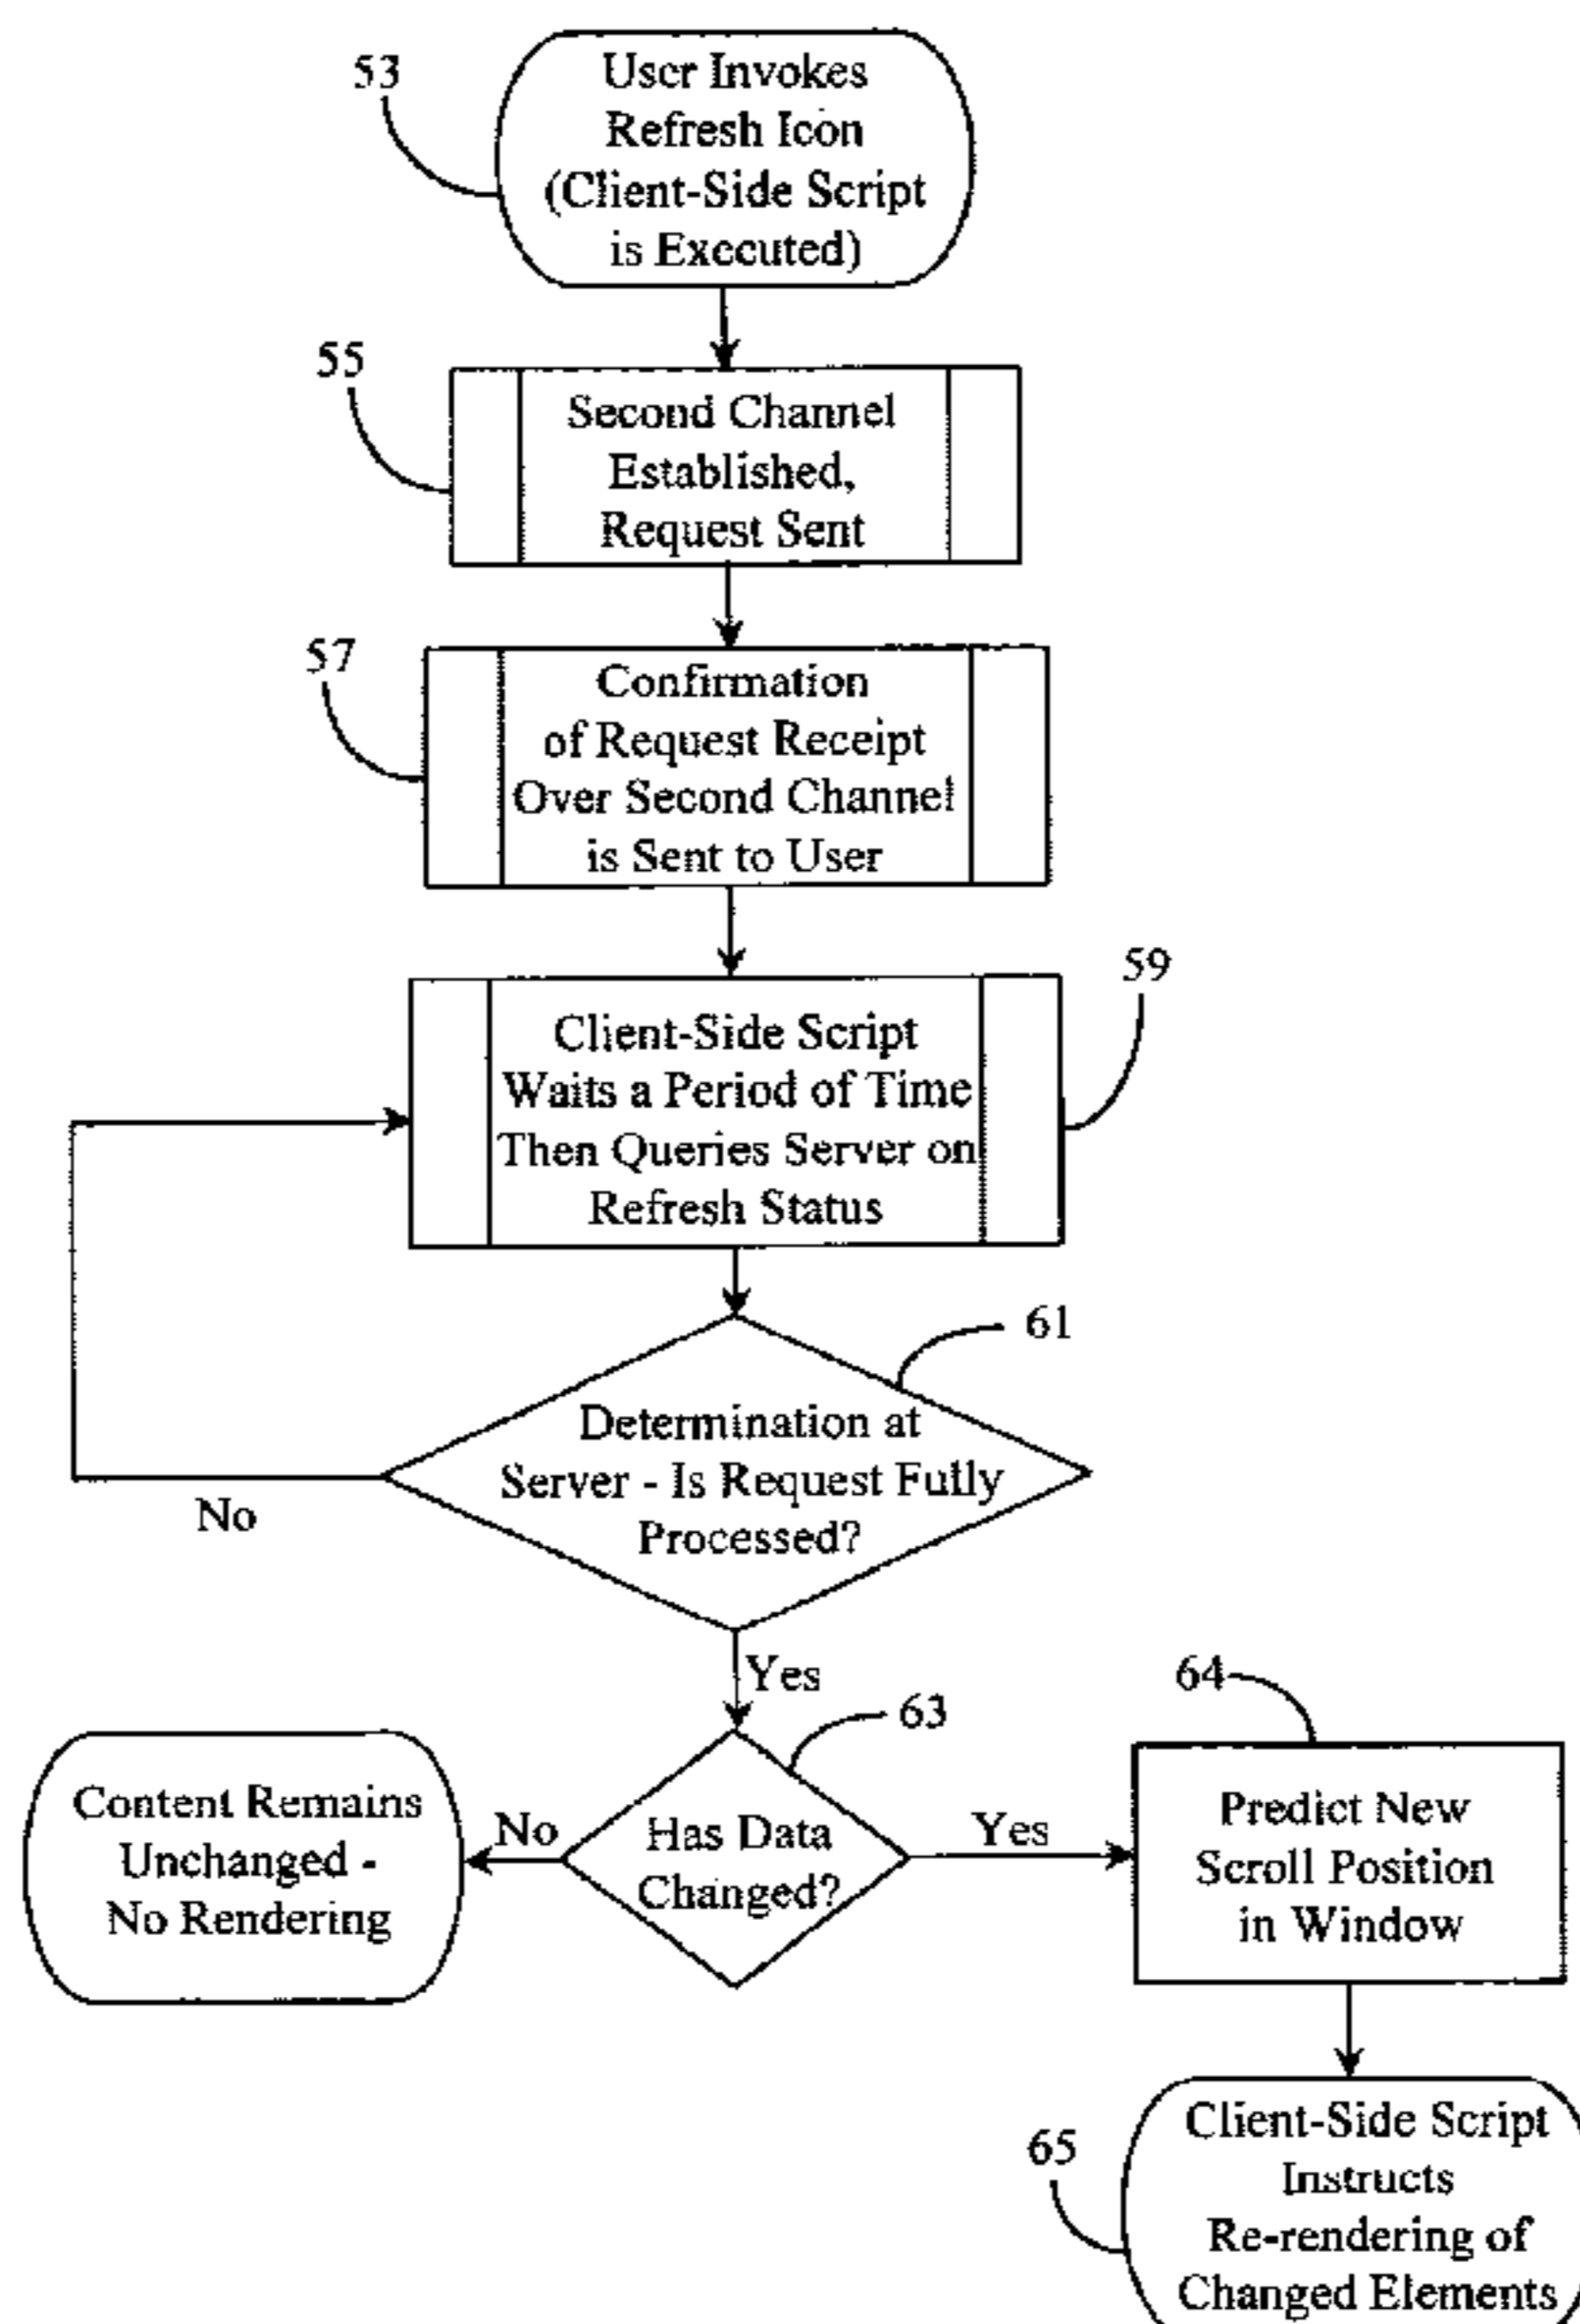 53
User Invokes
Refresh Icon
(Client-Side Script
is Executed)
55
Second Channel
Established,
Request Sent
57
Confirmation
of Request Receipt
Over Second Channel
is Sent to User
59
Client-Side Script
Waits a Period of Time
Then Queries Server on
Refresh Status
61
Determination at
Server - Is Request Fully
Processed?
No
Yes
63
64
Content Remains
Unchanged -
No Rendering
No
Has Data
Changed?
Yes
Predict New
Scroll Position
in Window
65
Client-Side Script
Instructs
Re-rendering of
Changed Elements